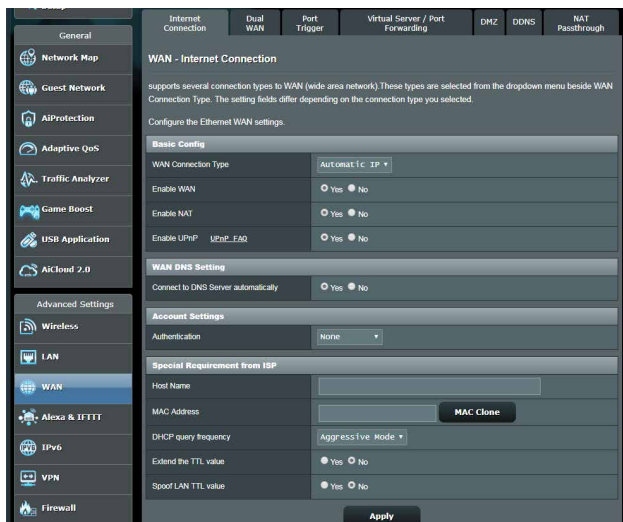 General
Network Map
Guest Network
AiProtection
Adaptive QoS
Traffic Analyzer
Game Boost
USB Application
AiCloud 2.0
Advanced Settings
Wireless
LAN
WAN
Alexa & IFTTT
IPv6
VPN
Firewall
Internet Connection
Dual WAN
Port Trigger
Virtual Server / Port Forwarding
DMZ
DDNS
NAT Passthrough
WAN - Internet Connection
supports several connection types to WAN (wide area network).These types are selected from the dropdown menu beside WAN
Connection Type. The setting fields differ depending on the connection type you selected.
Configure the Ethernet WAN settings.
Basic Config
WAN Connection Type Automatic IP
Enable WAN Yes No
Enable NAT Yes No
Enable UPnP UPnP FAQ Yes No
WAN DNS Setting
Connect to DNS Server automatically Yes No
Account Settings
Authentication None
Special Requirement from ISP
Host Name
MAC Address MAC Clone
DHCP query frequency Aggressive Mode
Extend the TTL value Yes No
Spoof LAN TTL value Yes No
Apply